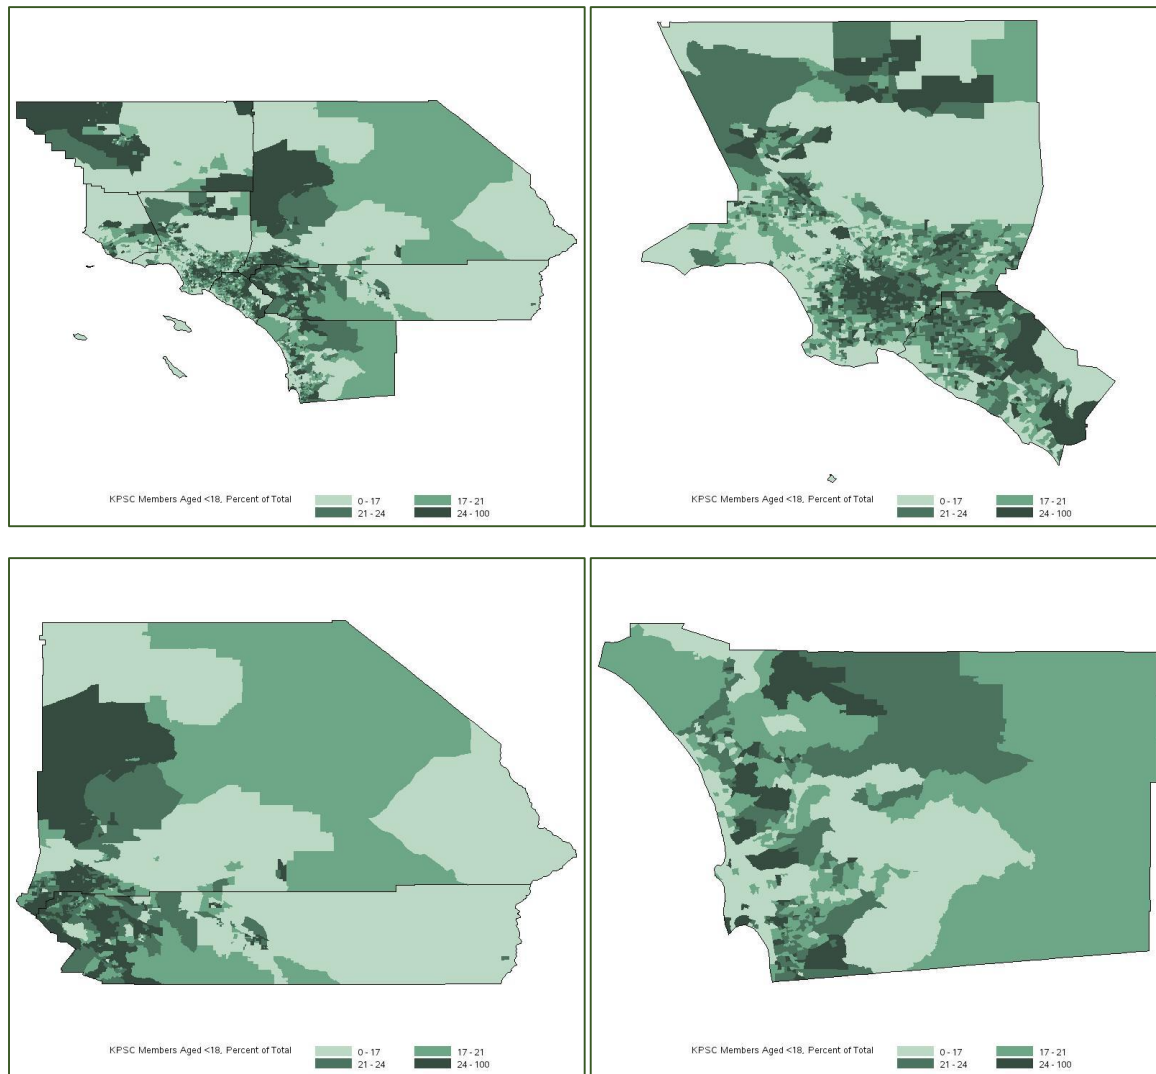 KPSC Members Aged <18, Percent of Total 0 - 17 17 - 21
21 - 24 24 - 100
KPSC Members Aged <18, Percent of Total 0 - 17 17 - 21
21 - 24 24 - 100
KPSC Members Aged <18, Percent of Total 0 - 17 17 - 21
21 - 24 24 - 100
KPSC Members Aged <18, Percent of Total 0 - 17 17 - 21
21 - 24 24 - 100